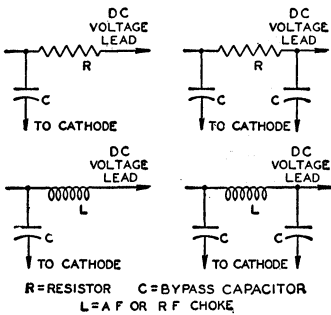 DC
VOLTAGE
LEAD
R
C
TO CATHODE
DC
VOLTAGE
LEAD
R
C
C
TO CATHODE
DC
VOLTAGE
LEAD
L
C
TO CATHODE
DC
VOLTAGE
LEAD
L
C
C
TO CATHODE
R=RESISTOR C=BYPASS CAPACITOR
L=A F OR R F CHOKE